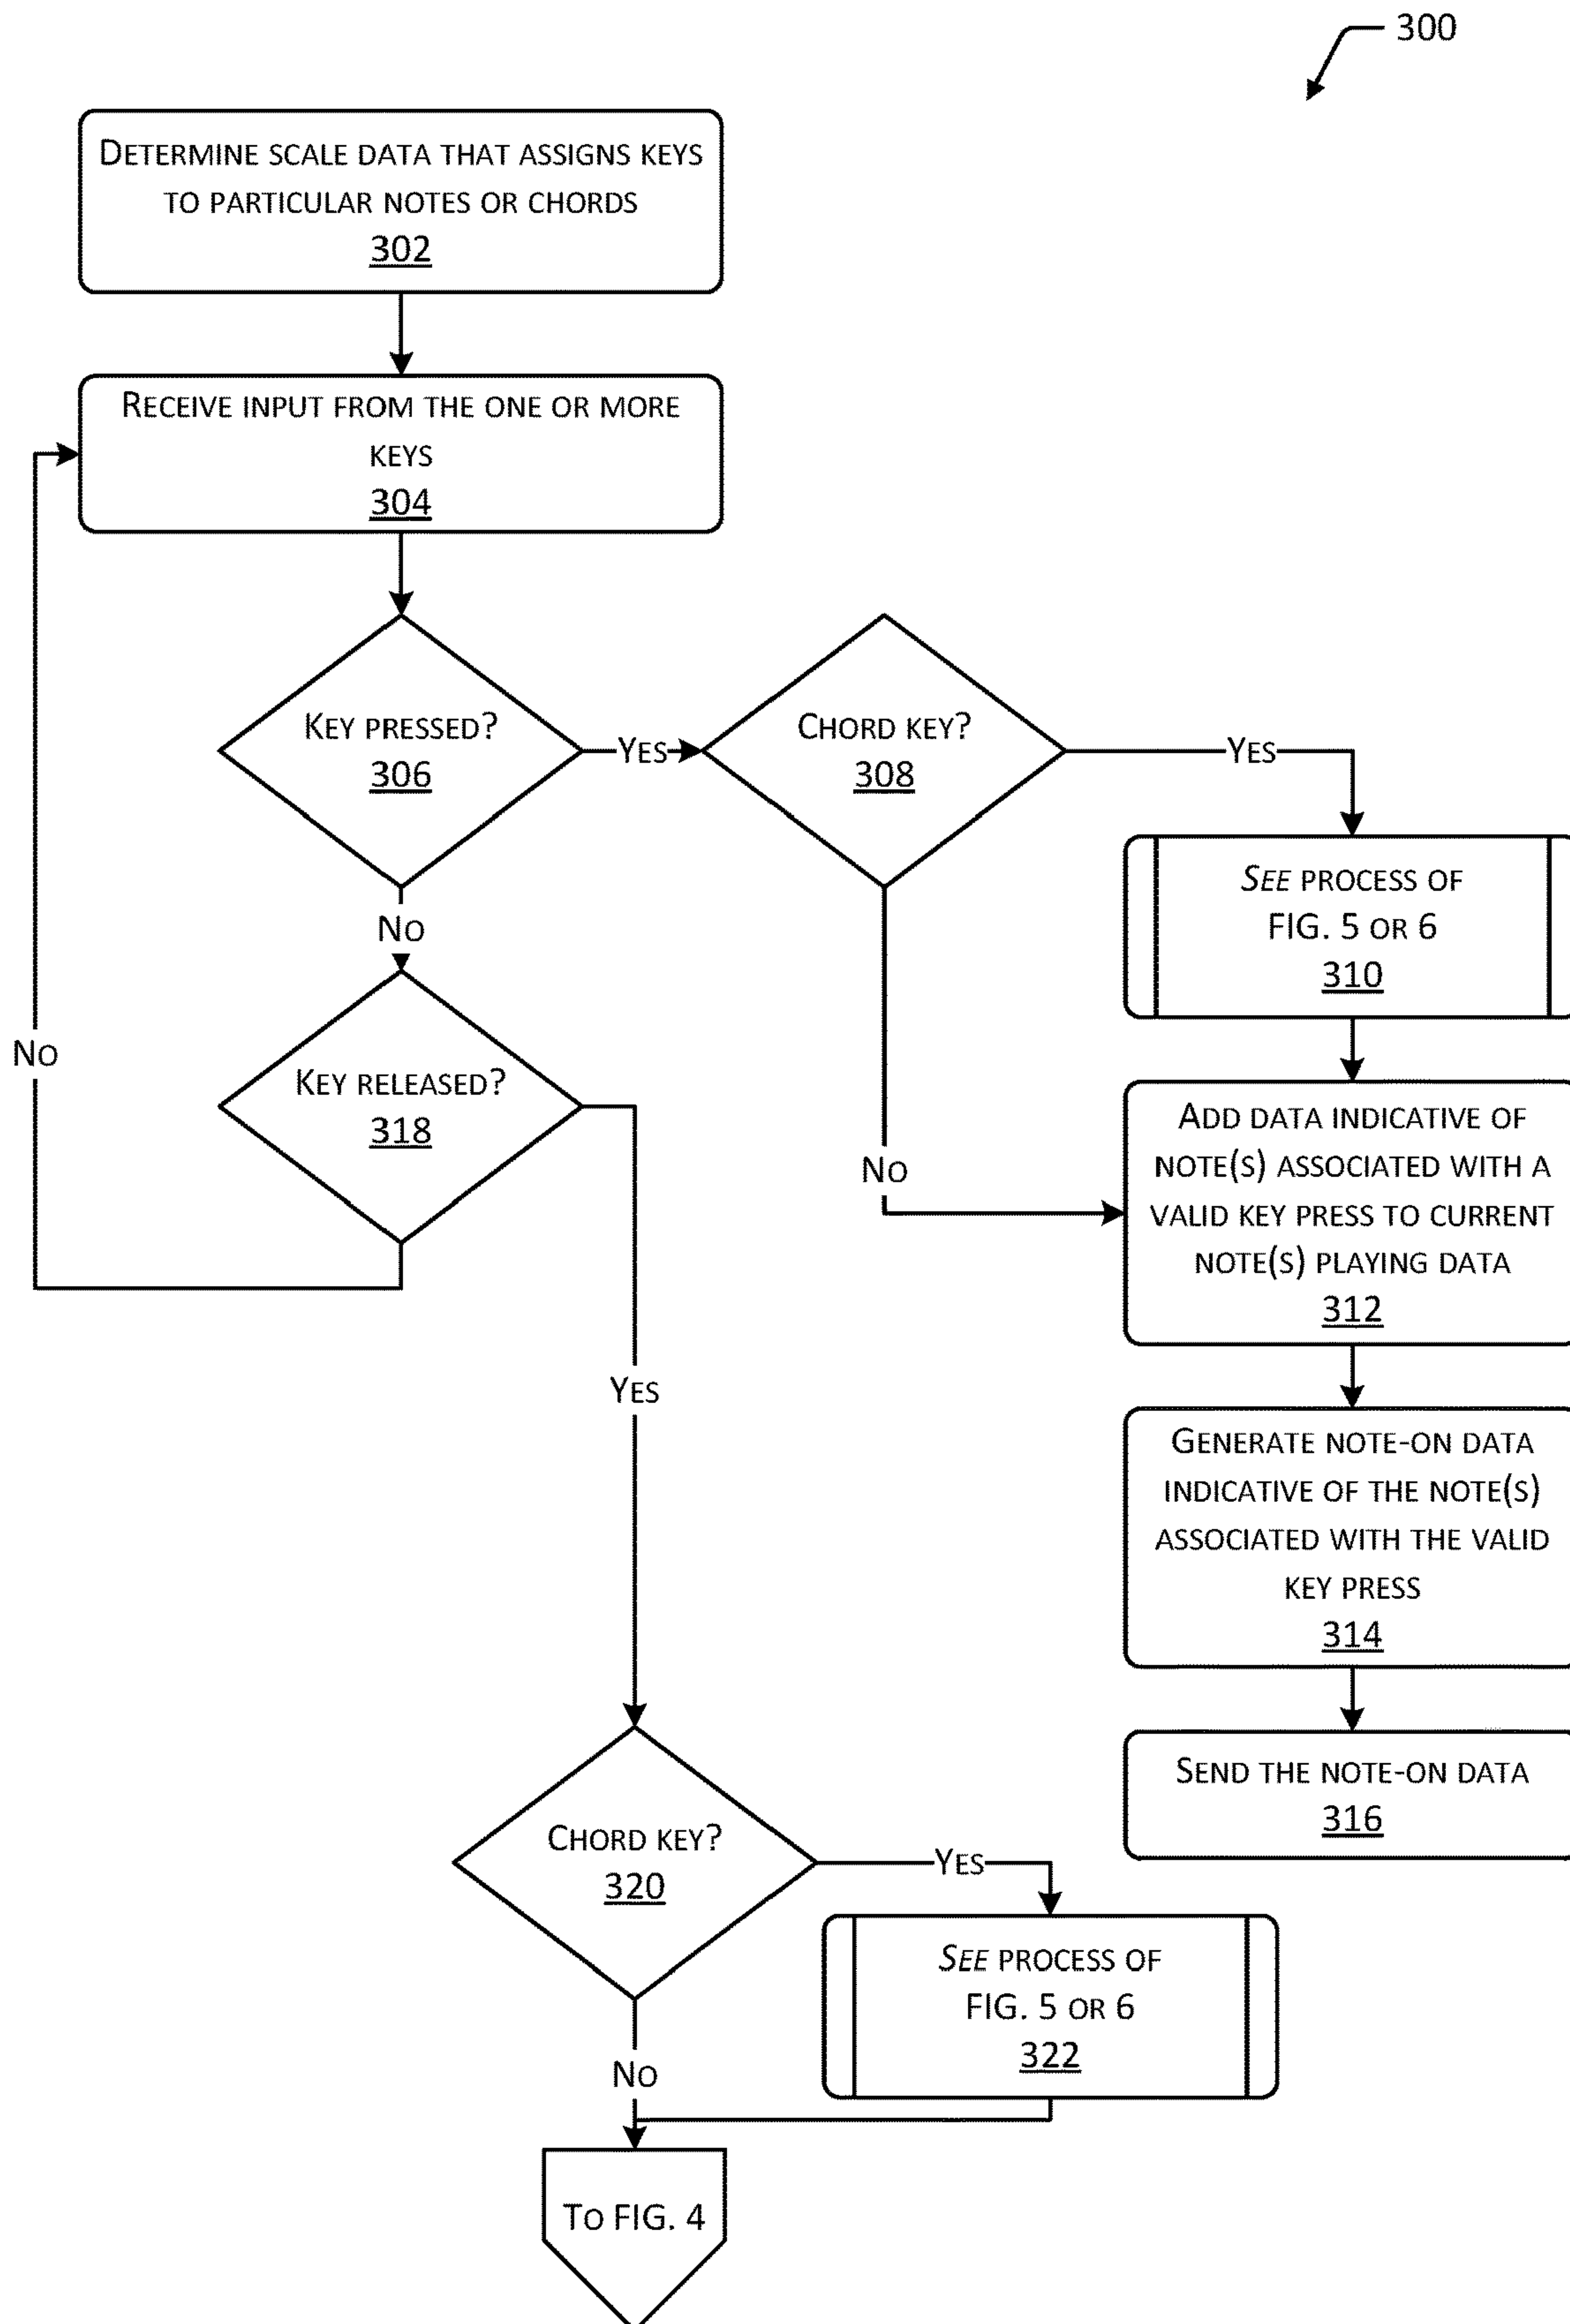 300
DETERMINE SCALE DATA THAT ASSIGNS KEYS
TO PARTICULAR NOTES OR CHORDS
302
RECEIVE INPUT FROM THE ONE OR MORE
KEYS
304
KEY PRESSED?
306
YES
CHORD KEY?
308
YES
SEE PROCESS OF
FIG. 5 OR 6
310
NO
NO
KEY RELEASED?
318
NO
ADD DATA INDICATIVE OF
NOTE(S) ASSOCIATED WITH A
VALID KEY PRESS TO CURRENT
NOTE(S) PLAYING DATA
312
YES
GENERATE NOTE-ON DATA
INDICATIVE OF THE NOTE(S)
ASSOCIATED WITH THE VALID
KEY PRESS
314
SEND THE NOTE-ON DATA
316
CHORD KEY?
320
YES
SEE PROCESS OF
FIG. 5 OR 6
322
NO
TO FIG. 4